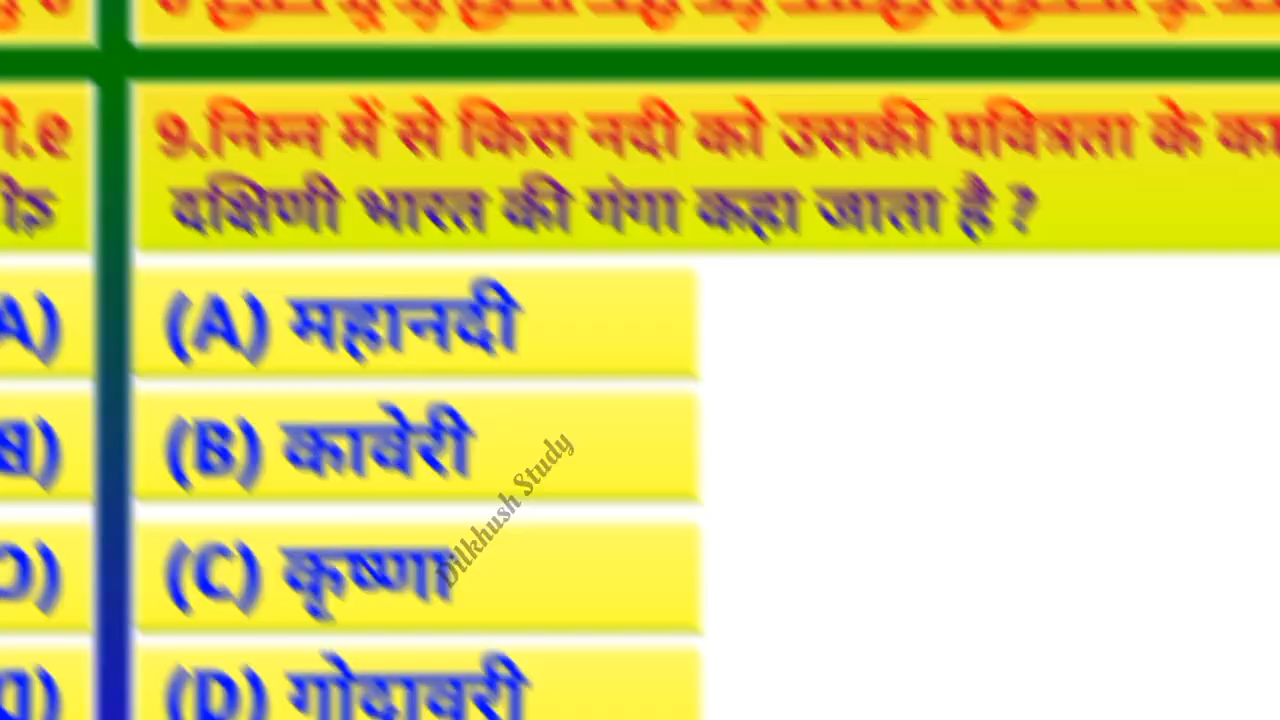 9.निम्न में से किस नदी को उसकी पवित्रता के
दक्षिणी भारत की गंगा कहा जाता है ?
(A) महानदी
(B) कावेरी
(C) कृष्णा
(D) गोदावरी
Dilkhush Study